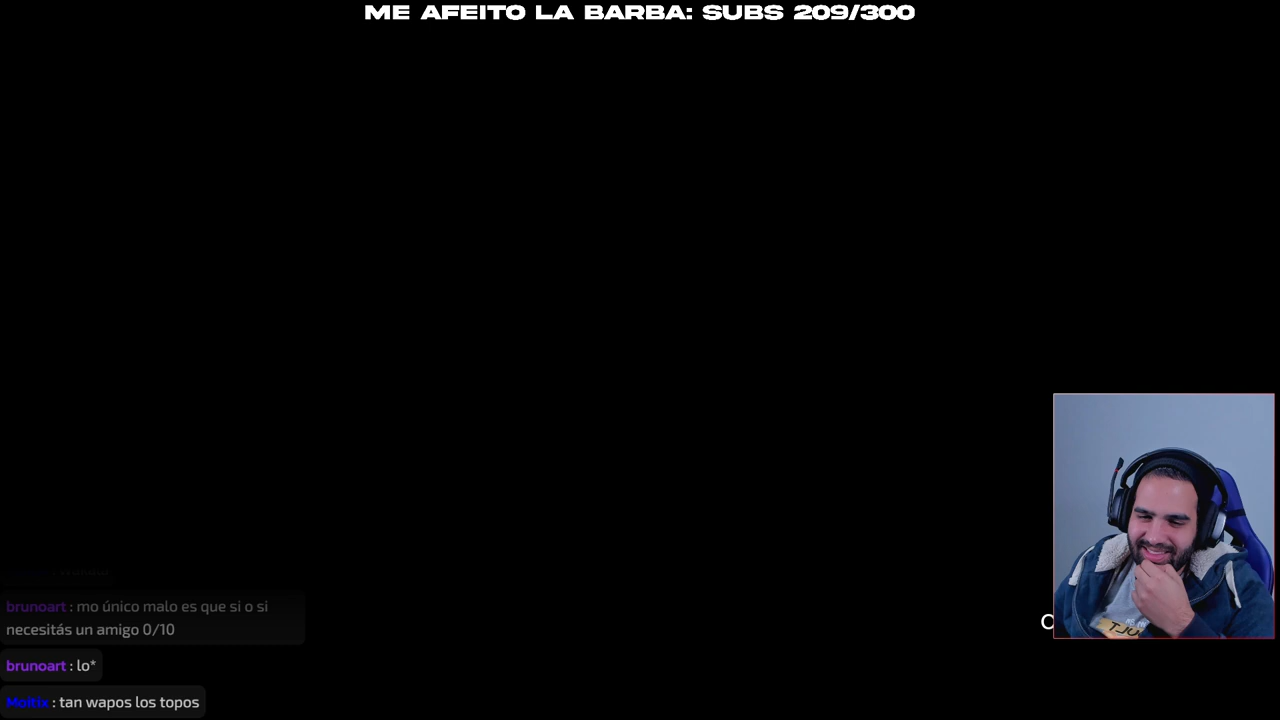 ME AFEITO LA BARBA: SUBS 209/300
brunoart : mo único malo es que si o si
necesitás un amigo 0/10
brunoart : lo*
Moltix : tan wapos los topos